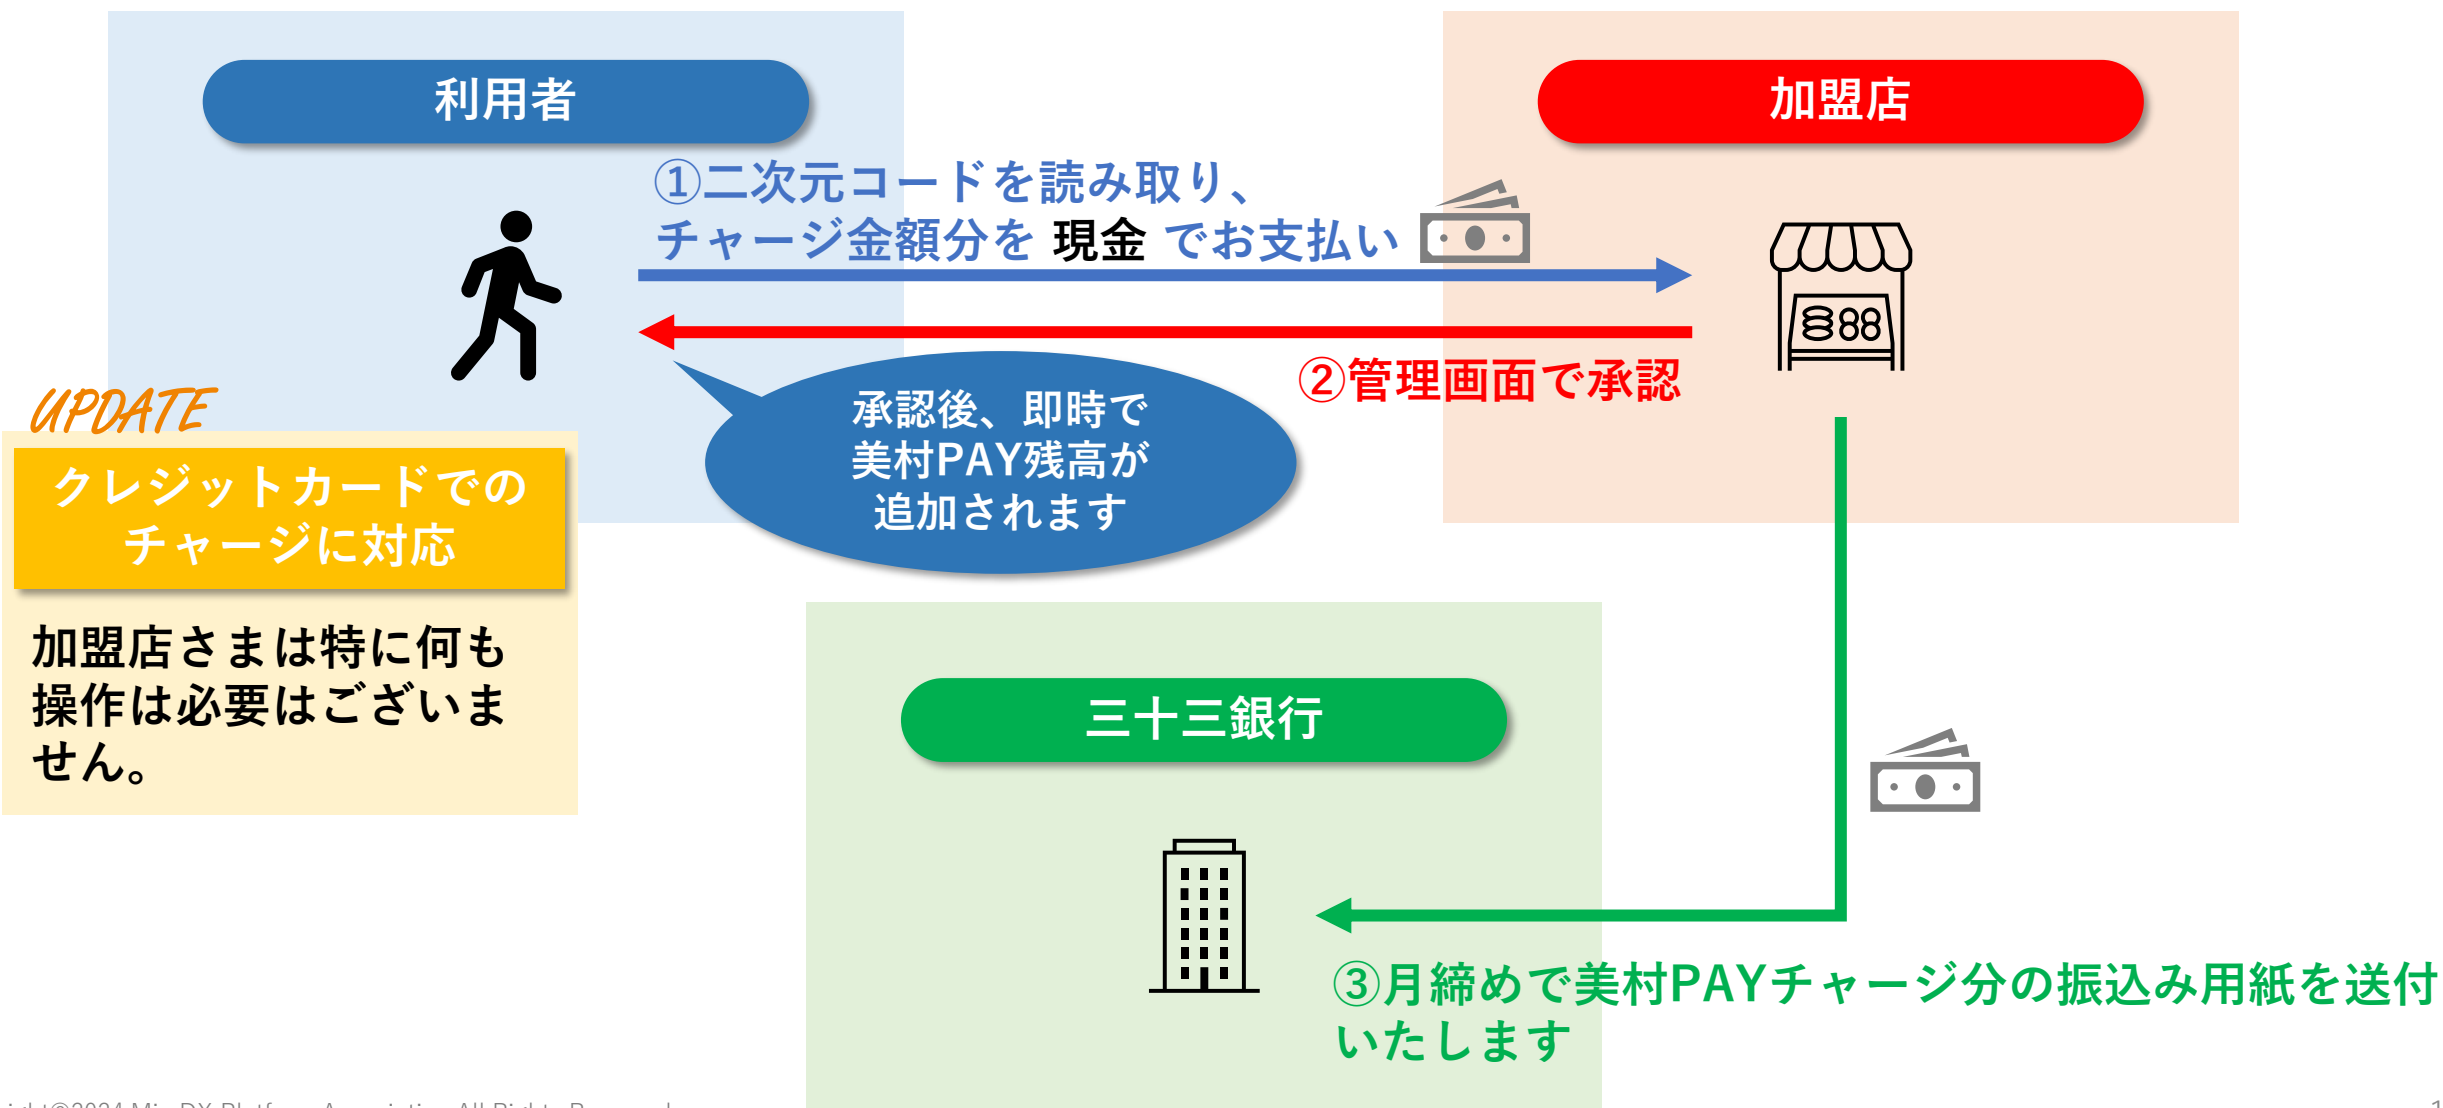 利用者
加盟店
①二次元コードを読み取り、
チャージ金額分を 現金 でお支払い
②管理画面で承認
承認後、即時で
美村PAY残高が
追加されます
UPDATE
クレジットカードでの
チャージに対応
加盟店さまは特に何も
操作は必要はございま
せん。
三十三銀行
③月締めで美村PAYチャージ分の振込み用紙を送付
いたします